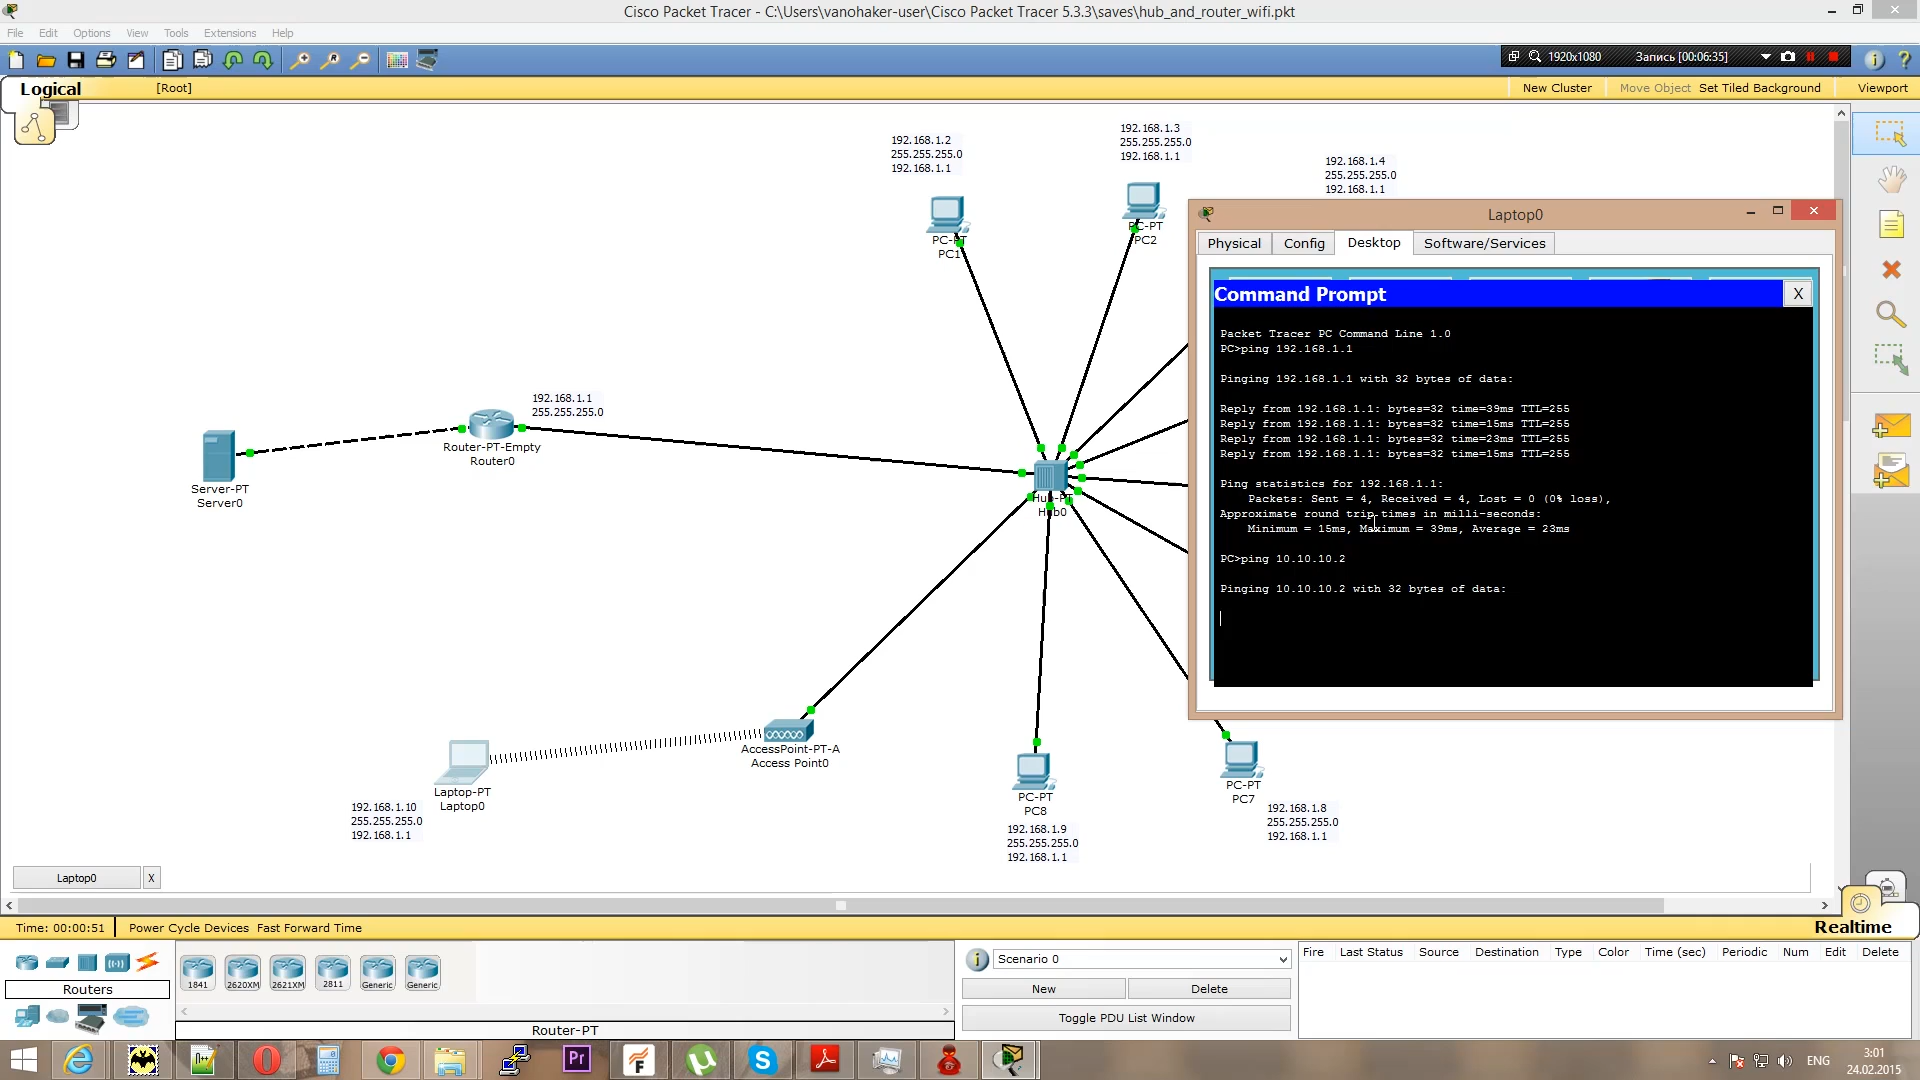 Cisco Packet Tracer - C:\Users\vanohaker-user\Cisco Packet Tracer 5.3.3\saves\hub_and_router_wifi.pkt
File Edit Options View Tools Extensions Help
1920x1080 Запись [00:06:35]
Logical
[Root]
New Cluster
Move Object
Set Tiled Background
Viewport
192.168.1.2
255.255.255.0
192.168.1.1
PC-PT
PC1
192.168.1.3
255.255.255.0
192.168.1.1
PC-PT
PC2
192.168.1.4
255.255.255.0
192.168.1.1
192.168.1.1
255.255.255.0
Router-PT-Empty
Router0
Server-PT
Server0
Hub-PT
Hub0
AccessPoint-PT-A
Access Point0
Laptop-PT
Laptop0
192.168.1.10
255.255.255.0
192.168.1.1
PC-PT
PC8
192.168.1.9
255.255.255.0
192.168.1.1
PC-PT
PC7
192.168.1.8
255.255.255.0
192.168.1.1
Laptop0
Physical Config Desktop Software/Services
Command Prompt
X
Packet Tracer PC Command Line 1.0
PC>ping 192.168.1.1
Pinging 192.168.1.1 with 32 bytes of data:
Reply from 192.168.1.1: bytes=32 time=39ms TTL=255
Reply from 192.168.1.1: bytes=32 time=15ms TTL=255
Reply from 192.168.1.1: bytes=32 time=23ms TTL=255
Reply from 192.168.1.1: bytes=32 time=15ms TTL=255
Ping statistics for 192.168.1.1:
Packets: Sent = 4, Received = 4, Lost = 0 (0% loss),
Approximate round trip times in milli-seconds:
Minimum = 15ms, Maximum = 39ms, Average = 23ms
PC>ping 10.10.10.2
Pinging 10.10.10.2 with 32 bytes of data:
Laptop0 X
Time: 00:00:51 Power Cycle Devices Fast Forward Time
Realtime
Routers
1841 2620XM 2621XM 2811 Generic Generic
Router-PT
Scenario 0
New Delete
Toggle PDU List Window
Fire Last Status Source Destination Type Color Time (sec) Periodic Num Edit Delete
ENG
3:01
24.02.2015